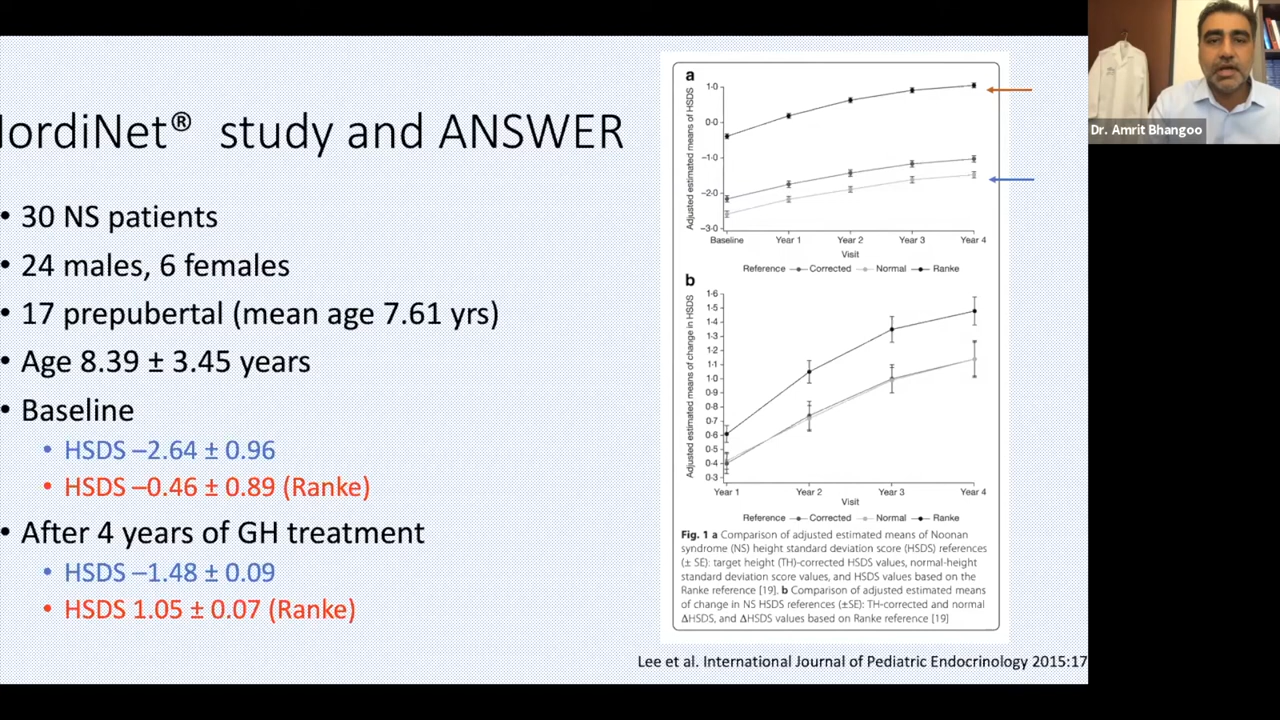 NordiNet® study and ANSWER
• 30 NS patients
• 24 males, 6 females
• 17 prepubertal (mean age 7.61 yrs)
• Age 8.39 ± 3.45 years
• Baseline
• HSDS –2.64 ± 0.96
• HSDS –0.46 ± 0.89 (Ranke)
• After 4 years of GH treatment
• HSDS –1.48 ± 0.09
• HSDS 1.05 ± 0.07 (Ranke)
a
Adjusted estimated means of HSDS
1·0
0·0
–1·0
–2·0
–3·0
Baseline Year 1 Year 2 Year 3 Year 4
Visit
Reference Corrected Normal Ranke
b
Adjusted estimated means of change in HSDS
1·6
1·5
1·4
1·3
1·2
1·1
1·0
0·9
0·8
0·7
0·6
0·5
0·4
0·3
Year 1 Year 2 Year 3 Year 4
Visit
Reference Corrected Normal Ranke
Fig. 1 a Comparison of adjusted estimated means of Noonan
syndrome (NS) height standard deviation score (HSDS) references
(± SE): target height (TH)-corrected HSDS values, normal-height
standard deviation score values, and HSDS values based on the
Ranke reference [19]. b Comparison of adjusted estimated means
of change in NS HSDS references (±SE): TH-corrected and normal
ΔHSDS, and ΔHSDS values based on Ranke reference [19]
Lee et al. International Journal of Pediatric Endocrinology 2015:17
Dr. Amrit Bhangoo